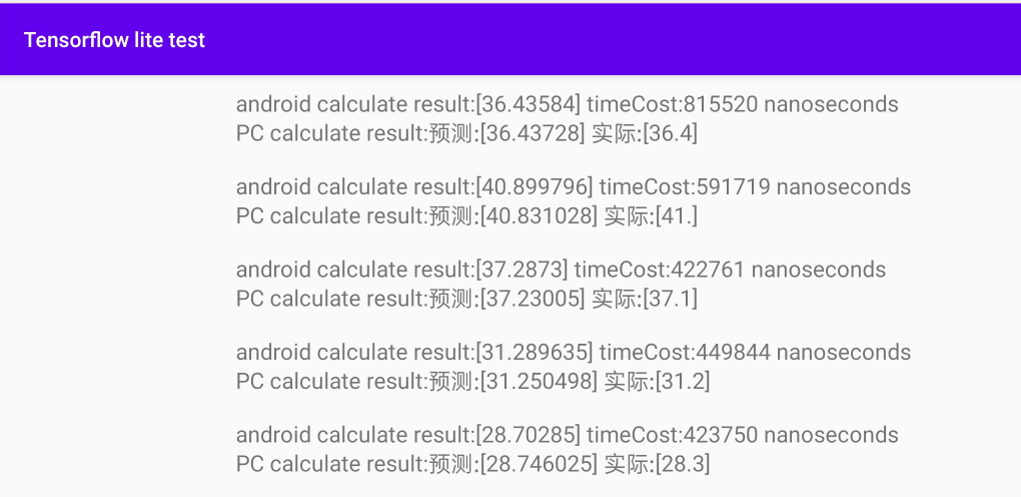 Tensorflow lite test
android calculate result:[36.43584] timeCost:815520 nanoseconds
PC calculate result:预测:[36.43728] 实际:[36.4]
android calculate result:[40.899796] timeCost:591719 nanoseconds
PC calculate result:预测:[40.831028] 实际:[41.]
android calculate result:[37.2873] timeCost:422761 nanoseconds
PC calculate result:预测:[37.23005] 实际:[37.1]
android calculate result:[31.289635] timeCost:449844 nanoseconds
PC calculate result:预测:[31.250498] 实际:[31.2]
android calculate result:[28.70285] timeCost:423750 nanoseconds
PC calculate result:预测:[28.746025] 实际:[28.3]